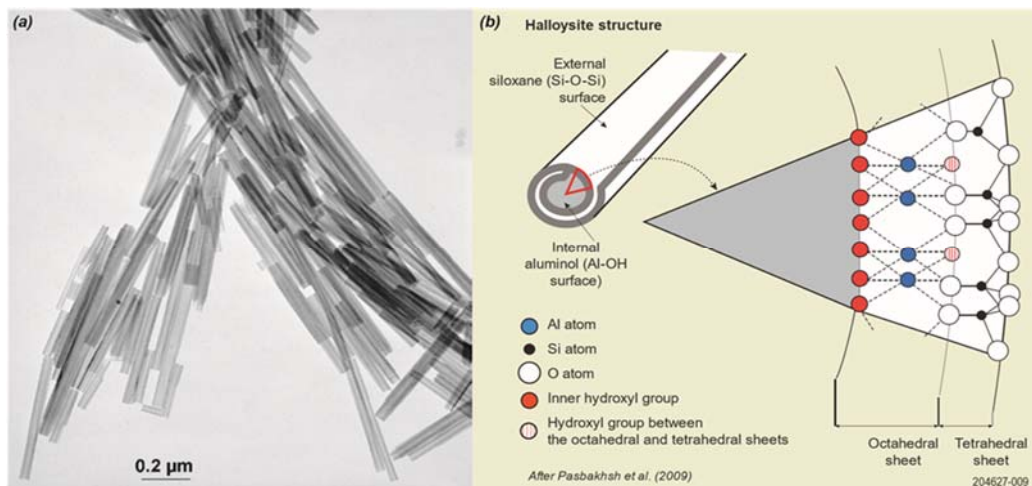 (a)
0.2 µm
(b)
Halloysite structure
External
siloxane (Si-O-Si)
surface
Internal
aluminol (Al-OH
surface)
Al atom
Si atom
O atom
Inner hydroxyl group
Hydroxyl group between
the octahedral and tetrahedral sheets
Octahedral
sheet
Tetrahedral
sheet
After Pasbakhsh et al. (2009)
204627-009